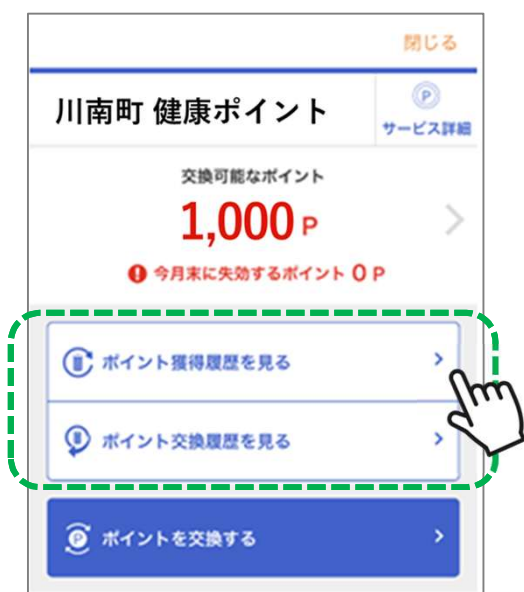 閉じる
川南町 健康ポイント
P
サービス詳細
交換可能なポイント
1,000 P
! 今月末に失効するポイント 0 P
ポイント獲得履歴を見る
ポイント交換履歴を見る
P ポイントを交換する